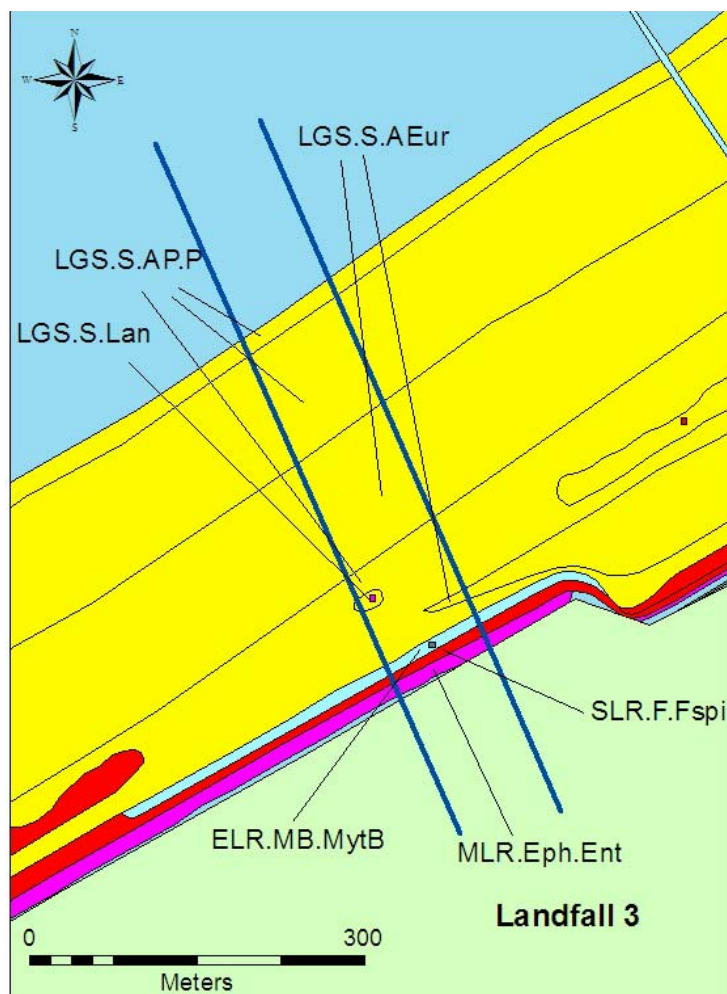 N
W E
S
LGS.S.AEur
LGS.S.AP.P
LGS.S.Lan
SLR.F.Fspi
ELR.MB.MytB
MLR.Eph.Ent
Landfall 3
0 300
Meters